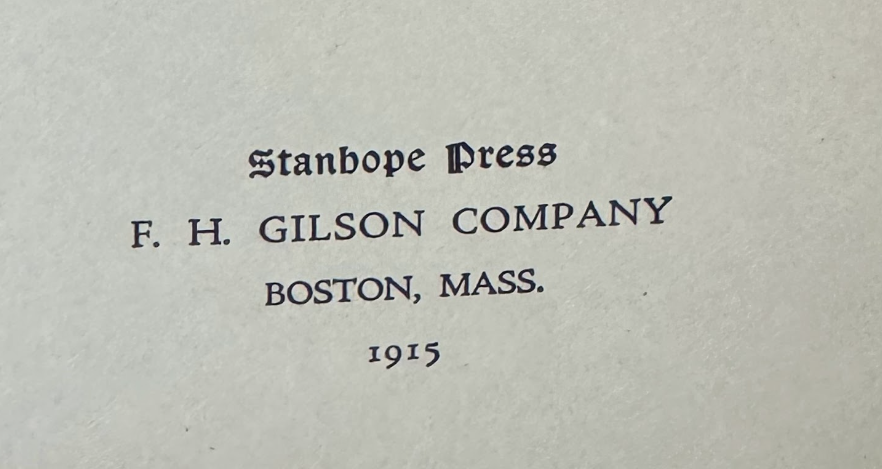 Stanhope Press
F. H. GILSON COMPANY
BOSTON, MASS.
1915